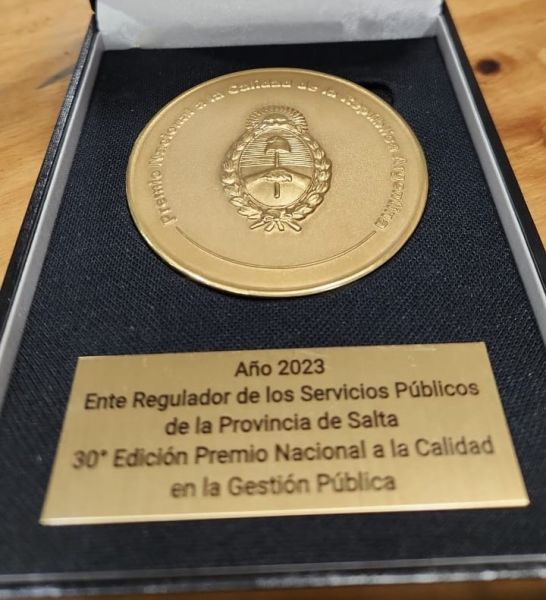 Premio Nacional a la Calidad de la República Argentina
Año 2023
Ente Regulador de los Servicios Públicos
de la Provincia de Salta
30° Edición Premio Nacional a la Calidad
en la Gestión Pública